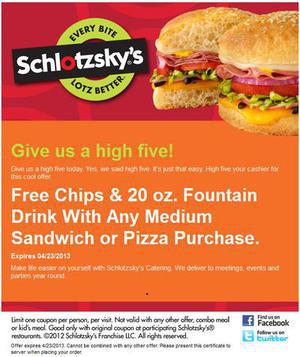 EVERY BITE
Schlotzsky's®
LOTZ BETTER.
Give us a high five!
Give us a high five today. Yes, we said high five. It's just that easy. High five your cashier for
this cool offer.
Free Chips & 20 oz. Fountain
Drink With Any Medium
Sandwich or Pizza Purchase.
Expires 04/23/2013
Make life easier on yourself with Schlotzsky's Catering. We deliver to meetings, events and
parties year round.
Limit one coupon per person, per visit. Not valid with any other offer, combo meal
or kid's meal. Good only with original coupon at participating Schlotzsky's®
restaurants. ©2012 Schlotzsky's Franchise LLC. All rights reserved.
Offer expires 4/23/2013. Cannot be combined with any other offer. Please present this certificate to
server when placing your order.
Find us on
Facebook
Follow us on
twitter